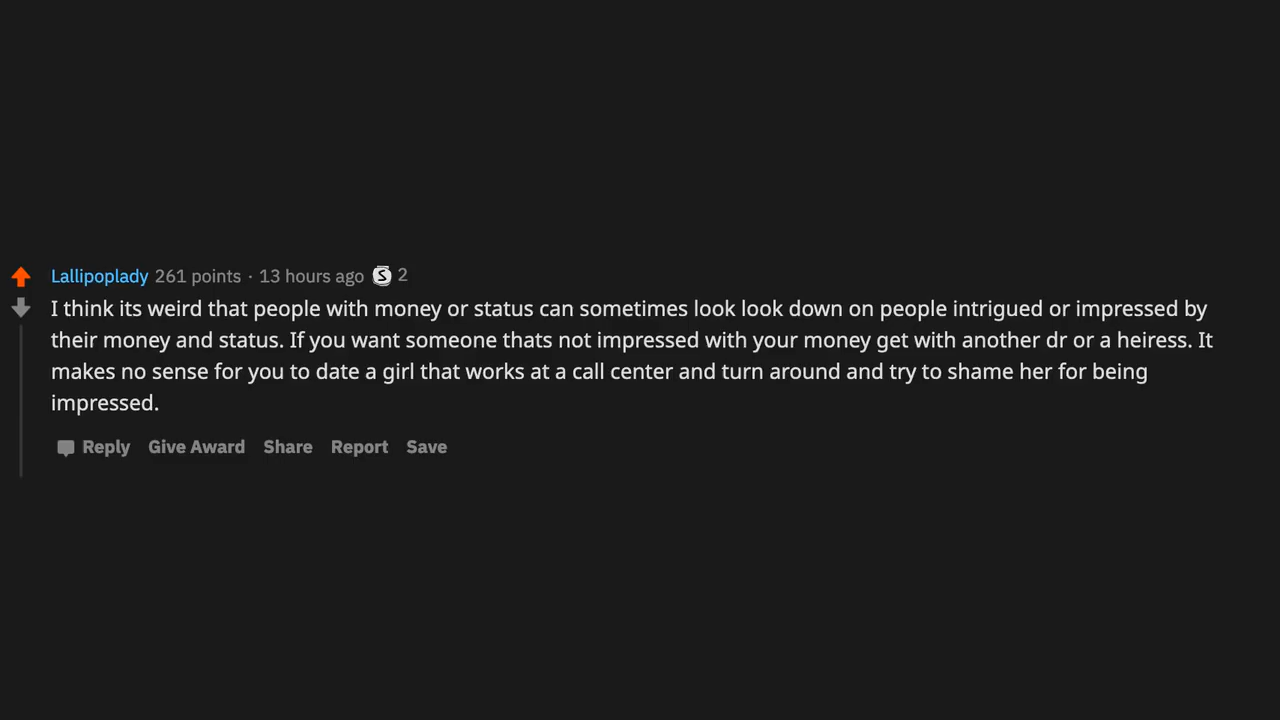 Lallipoplady 261 points · 13 hours ago S 2
I think its weird that people with money or status can sometimes look look down on people intrigued or impressed by
their money and status. If you want someone thats not impressed with your money get with another dr or a heiress. It
makes no sense for you to date a girl that works at a call center and turn around and try to shame her for being
impressed.
Reply Give Award Share Report Save